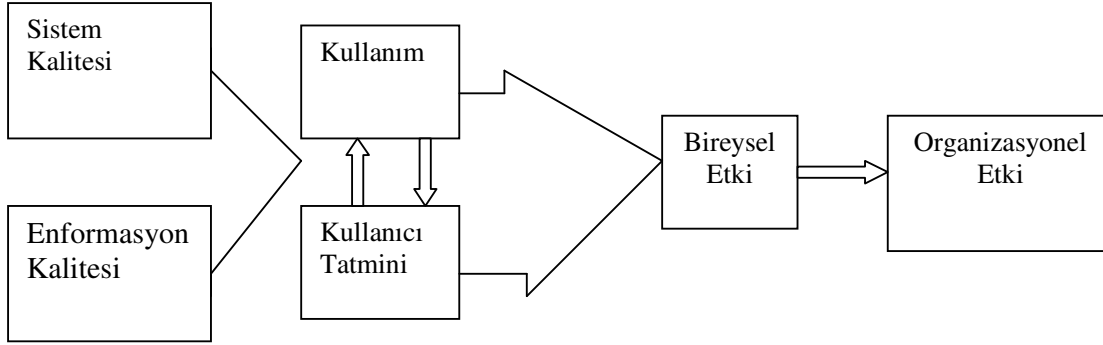 Sistem
Kalitesi
Enformasyon
Kalitesi
Kullanım
Kullanıcı
Tatmini
Bireysel
Etki
Organizasyonel
Etki